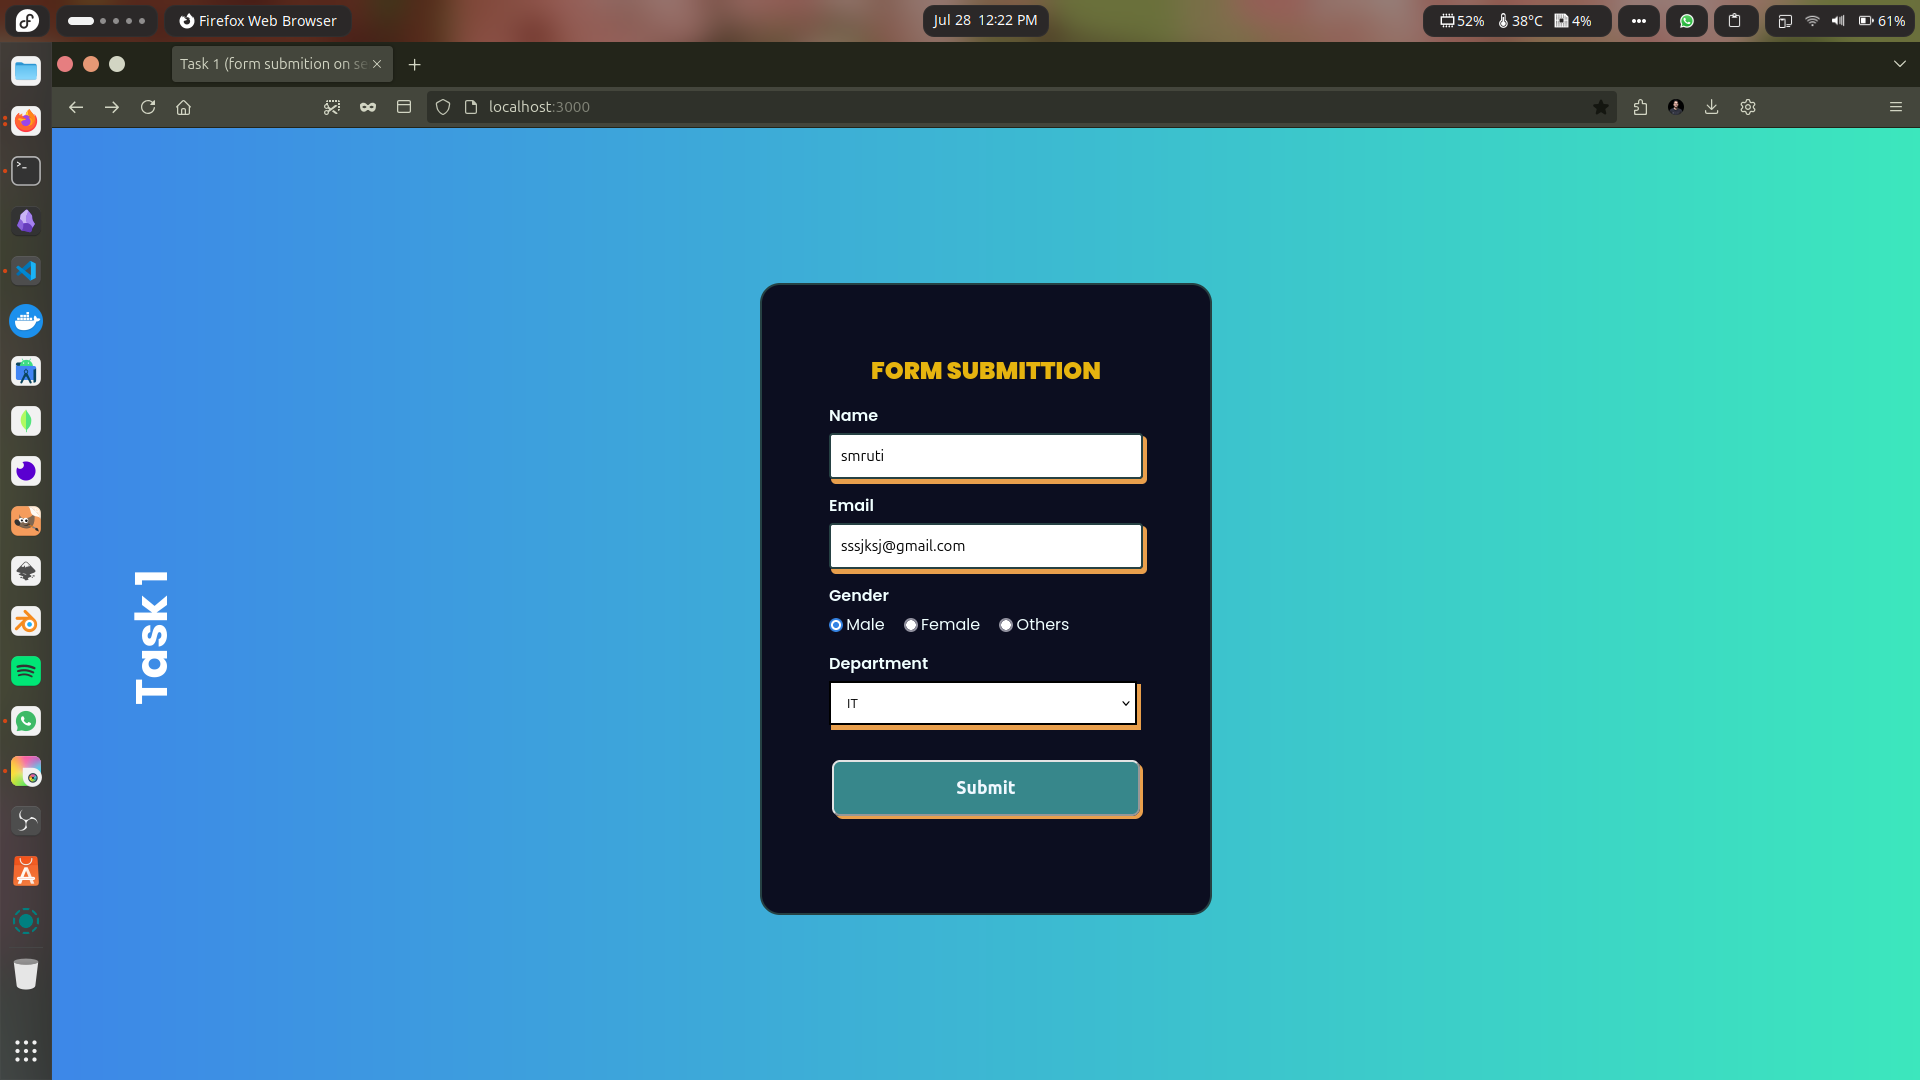 Firefox Web Browser
Jul 28 12:22 PM
52% 38°C 4%
61%
Task 1 (form submition on se
localhost:3000
Task 1
FORM SUBMITTION
Name
smruti
Email
sssjksj@gmail.com
Gender
Male Female Others
Department
IT
Submit